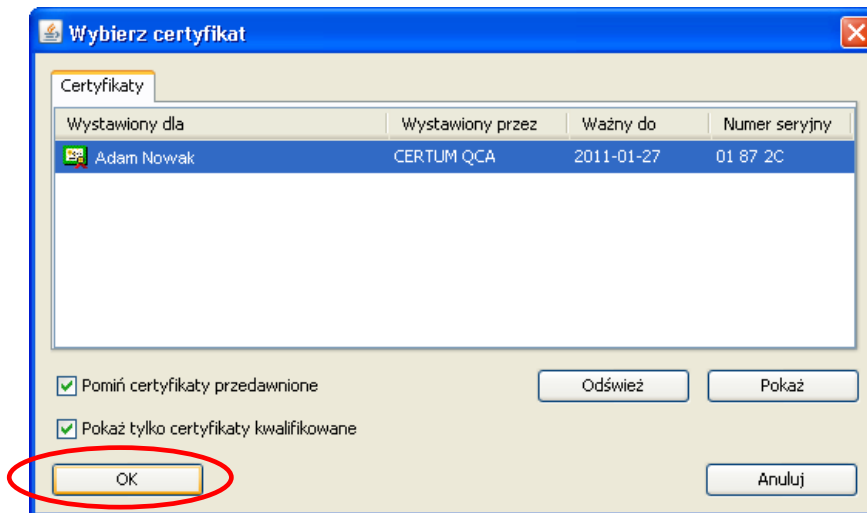 Wybierz certyfikat
Certyfikaty
Wystawiony dla Wystawiony przez Ważny do Numer seryjny
Adam Nowak CERTUM QCA 2011-01-27 01 87 2C
Pomiń certyfikaty przedawnione Odśwież Pokaż
Pokaż tylko certyfikaty kwalifikowane
OK Anuluj